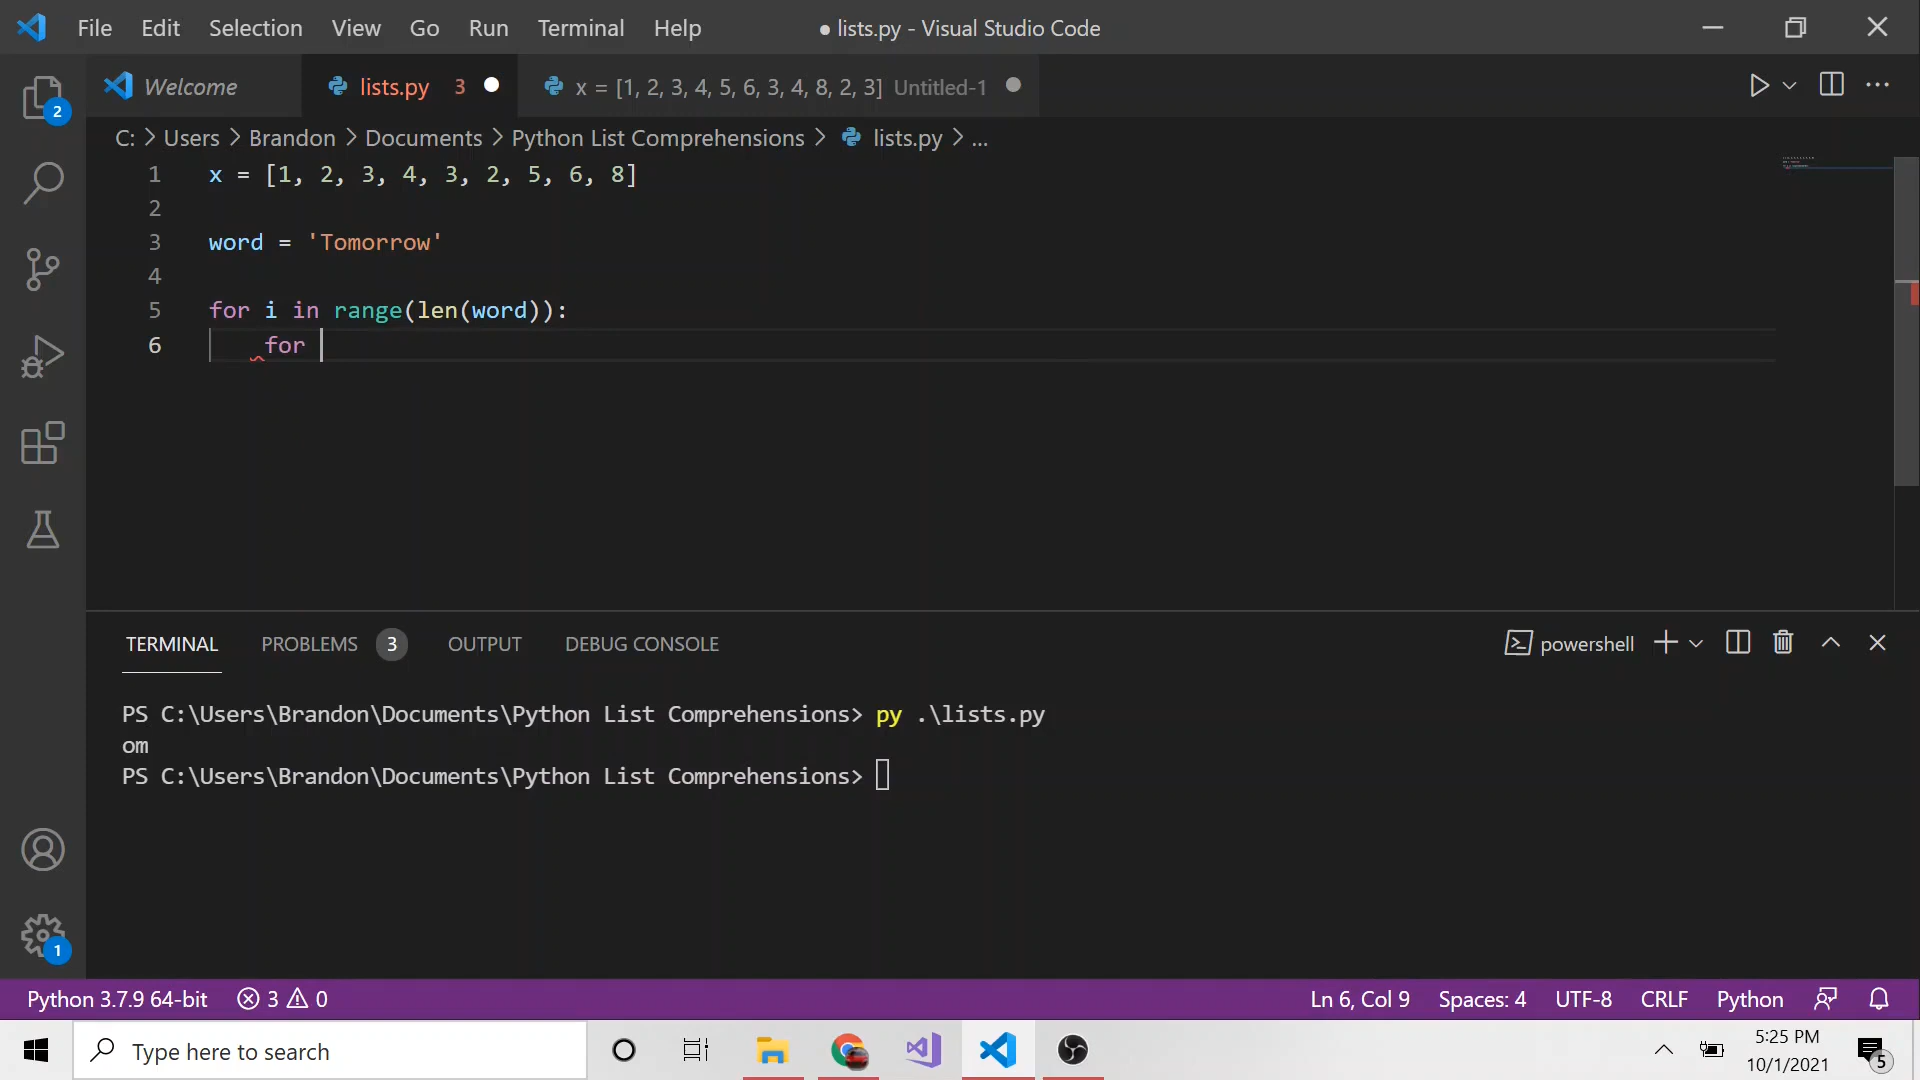 File Edit Selection View Go Run Terminal Help
● lists.py - Visual Studio Code
Welcome
lists.py 3
x = [1, 2, 3, 4, 5, 6, 3, 4, 8, 2, 3] Untitled-1
2
C: > Users > Brandon > Documents > Python List Comprehensions > lists.py > ...
1 x = [1, 2, 3, 4, 3, 2, 5, 6, 8]
2
3 word = 'Tomorrow'
4
5 for i in range(len(word)):
6 for
TERMINAL PROBLEMS 3 OUTPUT DEBUG CONSOLE
powershell
PS C:\Users\Brandon\Documents\Python List Comprehensions> py .\lists.py
om
PS C:\Users\Brandon\Documents\Python List Comprehensions>
1
Python 3.7.9 64-bit 3 0
Ln 6, Col 9 Spaces: 4 UTF-8 CRLF Python
Type here to search
5:25 PM
10/1/2021
5